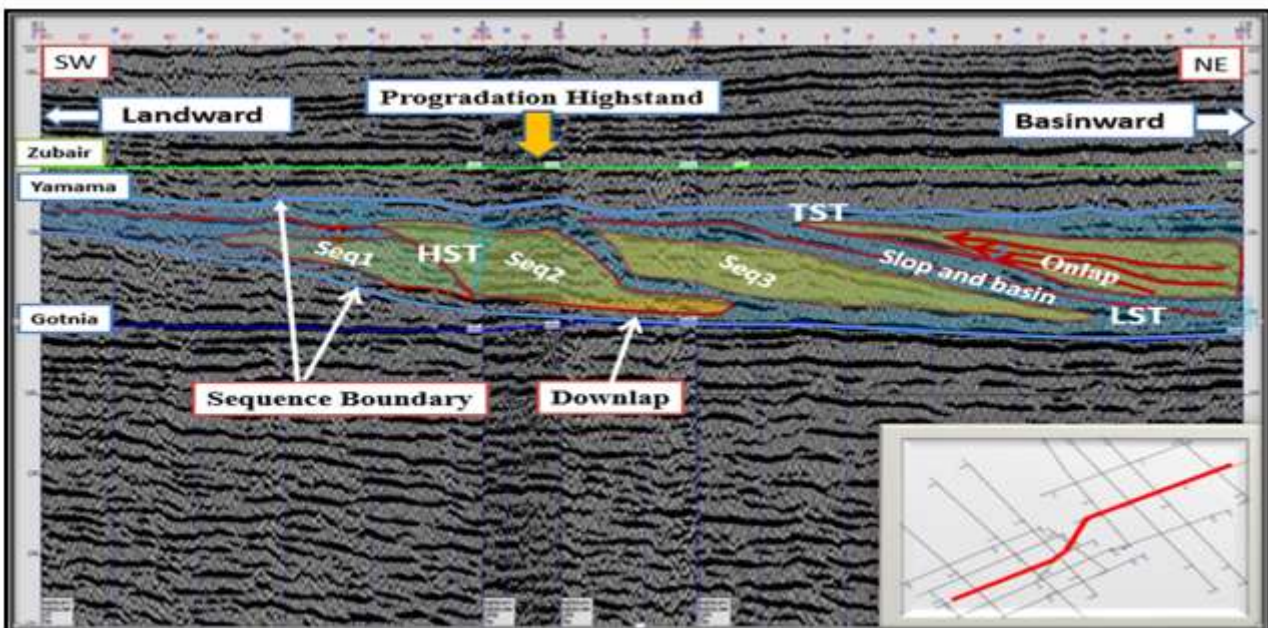 SW
NE
Progradation Highstand
Landward
Basinward
Zubair
Yamama
TST
HST
Seq1
Seq2
Seq3
Onlap
Slop and basin
LST
Gotnia
Sequence Boundary
Downlap